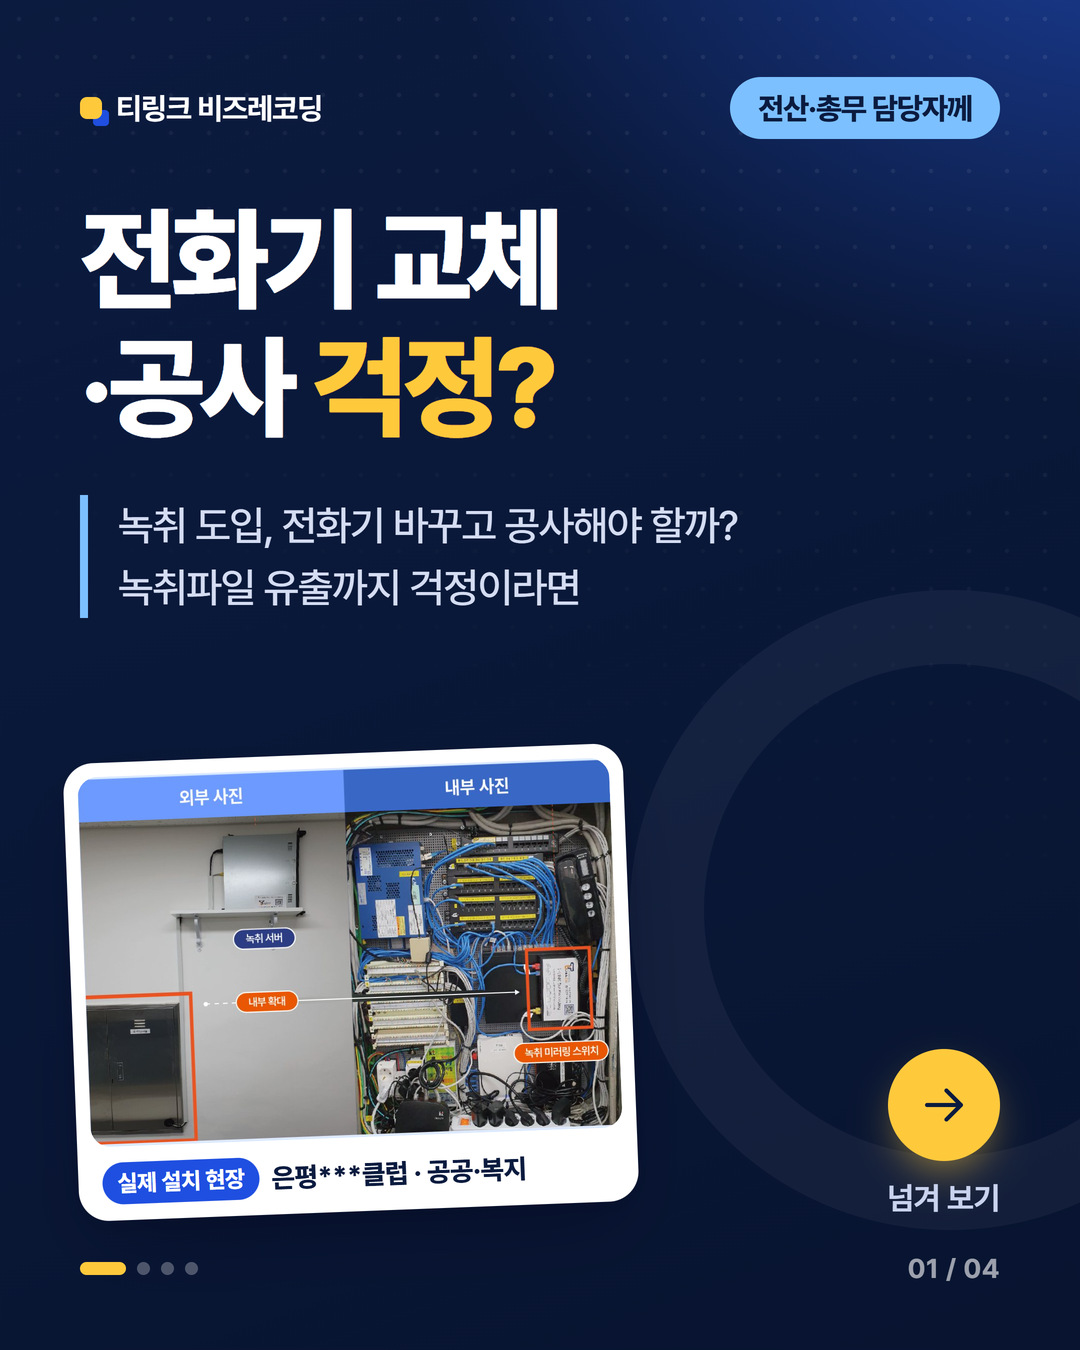 티링크 비즈레코딩
전산·총무 담당자께
전화기 교체
·공사 걱정?
녹취 도입, 전화기 바꾸고 공사해야 할까?
녹취파일 유출까지 걱정이라면
외부 사진
내부 사진
녹취 서버
내부 확대
녹취 미러링 스위치
실제 설치 현장
은평***클럽 · 공공·복지
넘겨 보기
01 / 04